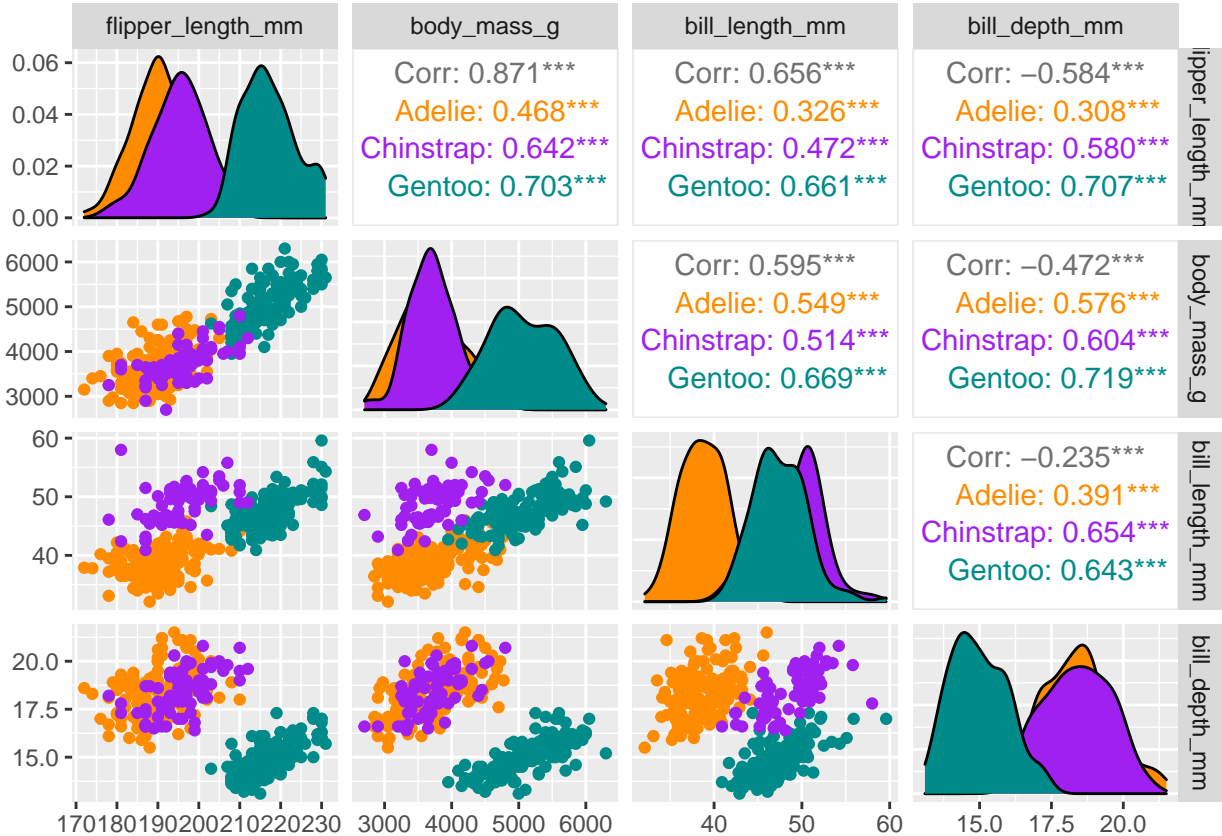 flipper_length_mm body_mass_g bill_length_mm bill_depth_mm
0.06
0.04
0.02
0.00
Corr: 0.871***
Adelie: 0.468***
Chinstrap: 0.642***
Gentoo: 0.703***
Corr: 0.656***
Adelie: 0.326***
Chinstrap: 0.472***
Gentoo: 0.661***
Corr: −0.584***
Adelie: 0.308***
Chinstrap: 0.580***
Gentoo: 0.707***
lipper_length_mm
6000
5000
4000
3000
Corr: 0.595***
Adelie: 0.549***
Chinstrap: 0.514***
Gentoo: 0.669***
Corr: −0.472***
Adelie: 0.576***
Chinstrap: 0.604***
Gentoo: 0.719***
body_mass_g
60
50
40
Corr: −0.235***
Adelie: 0.391***
Chinstrap: 0.654***
Gentoo: 0.643***
bill_length_mm
20.0
17.5
15.0
bill_depth_mm
170180190200210220230 3000 4000 5000 6000 40 50 60 15.0 17.5 20.0